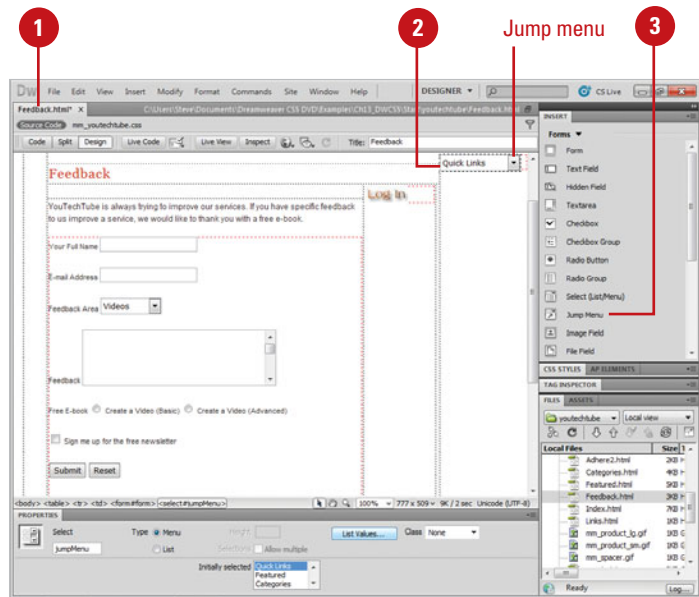 1
2
Jump menu
3
DW File Edit View Insert Modify Format Commands Site Window Help DESIGNER CS Live
Feedback.html* X C:\Users\Steve\Documents\Dreamweaver CS5 DVD\Examples\Ch13_DWCS5\Start\youtechtube\Feedback.html
Source Code mm_youtechtube.css
Code Split Design Live Code Live View Inspect Title: Feedback
INSERT
Forms
Form
Text Field
Hidden Field
Textarea
Checkbox
Checkbox Group
Radio Button
Radio Group
Select (List/Menu)
Jump Menu
Image Field
File Field
Quick Links
Feedback
Log In
YouTechTube is always trying to improve our services. If you have specific feedback
to us improve a service, we would like to thank you with a free e-book.
Your Full Name
E-mail Address
Feedback Area Videos
Feedback
Free E-book Create a Video (Basic) Create a Video (Advanced)
Sign me up for the free newsletter
Submit Reset
CSS STYLES AP ELEMENTS
TAG INSPECTOR
FILES ASSETS
youtechtube Local view
Local Files Size
Adhere2.html 2KB
Categories.html 4KB
Featured.html 5KB
Feedback.html 3KB
Index.html 7KB
Links.html 1KB
mm_product_lg.gif 1KB
mm_product_sm.gif 1KB
mm_spacer.gif 1KB
Ready Log...
<body> <table> <tr> <td> <form#form> <select#jumpMenu> 100% 777 x 509 9K / 2 sec Unicode (UTF-8)
PROPERTIES
Select Type Menu Height List Values... Class None
jumpMenu List Selections Allow multiple
Initially selected Quick Links
Featured
Categories